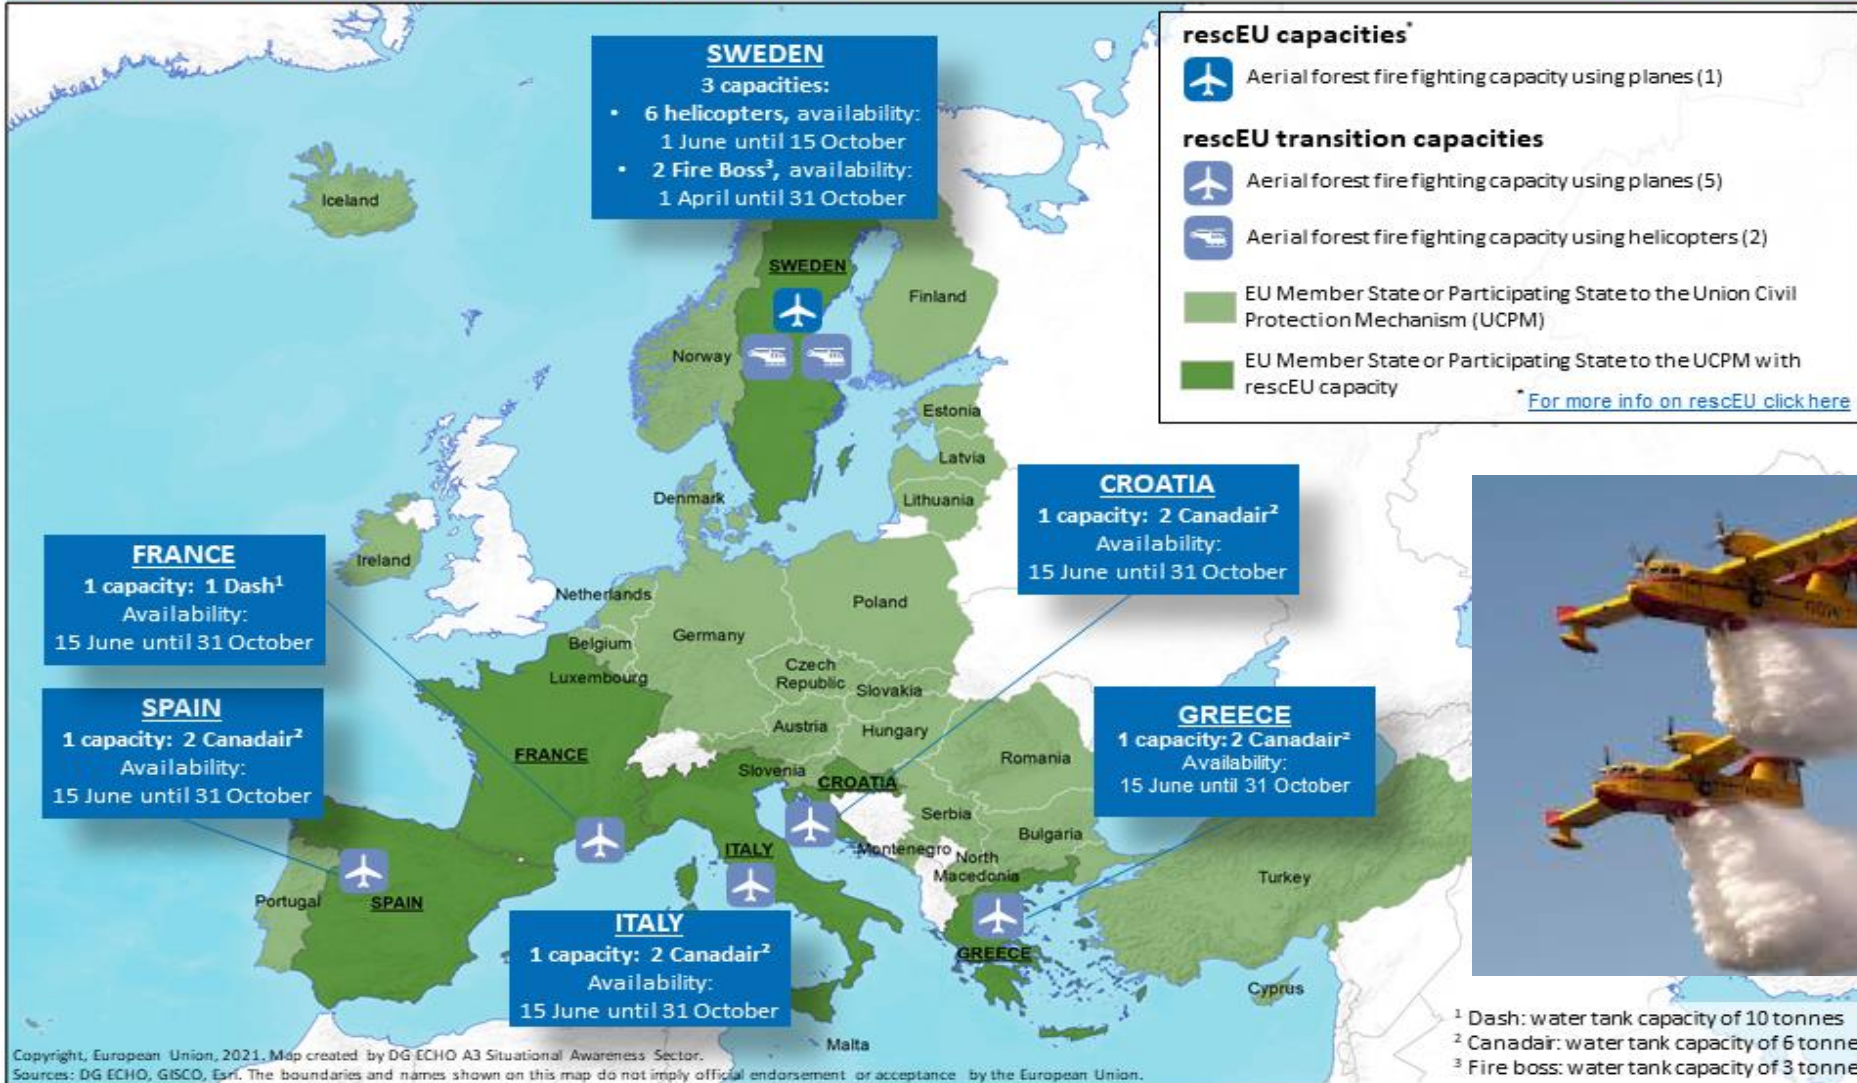 SWEDEN
3 capacities:
• 6 helicopters, availability:
1 June until 15 October
• 2 Fire Boss³, availability:
1 April until 31 October
rescEU capacities*
Aerial forest fire fighting capacity using planes (1)
rescEU transition capacities
Aerial forest fire fighting capacity using planes (5)
Aerial forest fire fighting capacity using helicopters (2)
EU Member State or Participating State to the Union Civil
Protection Mechanism (UCPM)
EU Member State or Participating State to the UCPM with
rescEU capacity
* For more info on rescEU click here
Iceland
SWEDEN
Finland
Norway
Estonia
Latvia
Lithuania
Denmark
Ireland
Netherlands
Belgium
Luxembourg
Germany
Poland
Czech
Republic
Slovakia
Austria
Hungary
Slovenia
Romania
FRANCE
CROATIA
Serbia
Bulgaria
Montenegro
North
Macedonia
ITALY
Turkey
Portugal
SPAIN
GREECE
Cyprus
Malta
FRANCE
1 capacity: 1 Dash¹
Availability:
15 June until 31 October
SPAIN
1 capacity: 2 Canadair²
Availability:
15 June until 31 October
CROATIA
1 capacity: 2 Canadair²
Availability:
15 June until 31 October
GREECE
1 capacity: 2 Canadair²
Availability:
15 June until 31 October
ITALY
1 capacity: 2 Canadair²
Availability:
15 June until 31 October
¹ Dash: water tank capacity of 10 tonnes
² Canadair: water tank capacity of 6 tonne
³ Fire boss: water tank capacity of 3 tonne
Copyright, European Union, 2021. Map created by DG ECHO A3 Situational Awareness Sector.
Sources: DG ECHO, GISCO, Esri. The boundaries and names shown on this map do not imply official endorsement or acceptance by the European Union.